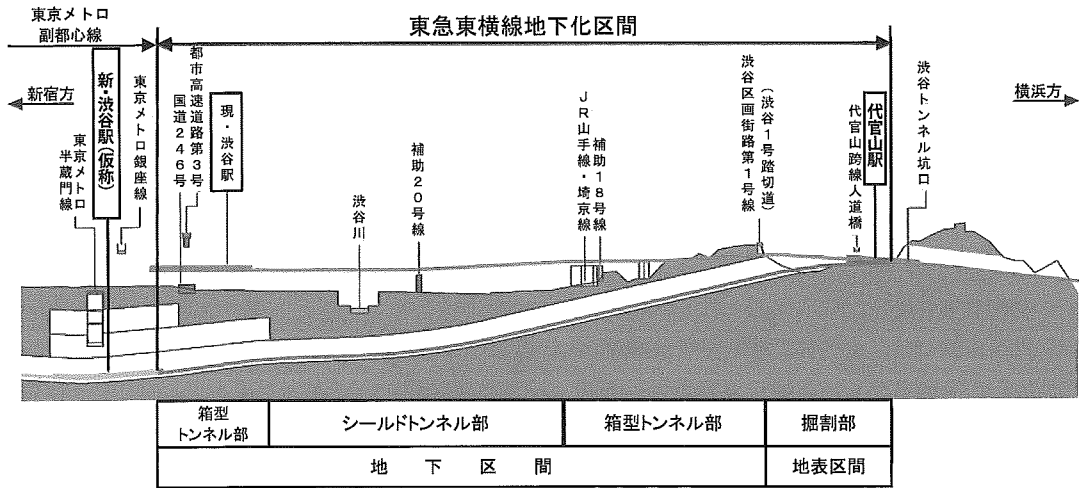 東京メトロ
副都心線
東急東横線地下化区間
新宿方
横浜方
東京メトロ
半蔵門線
新・渋谷駅(仮称)
東京メトロ銀座線
国道246号
都市高速道路第3号
現・渋谷駅
渋谷川
補助20号線
JR山手線・埼京線
補助18号線
渋谷区画街路第1号線
(渋谷1号踏切道)
代官山跨線人道橋
代官山駅
渋谷トンネル坑口
箱型
トンネル部
シールドトンネル部
箱型トンネル部
掘割部
地下区間
地表区間